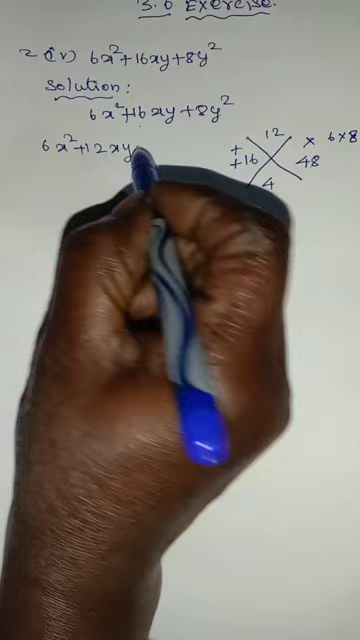 3.6 Exercise.
2 (iv) 6x²+16xy+8y²
Solution:
6x²+16xy+8y²
6x²+12xy
12
+
+16
× 6×8
48
4